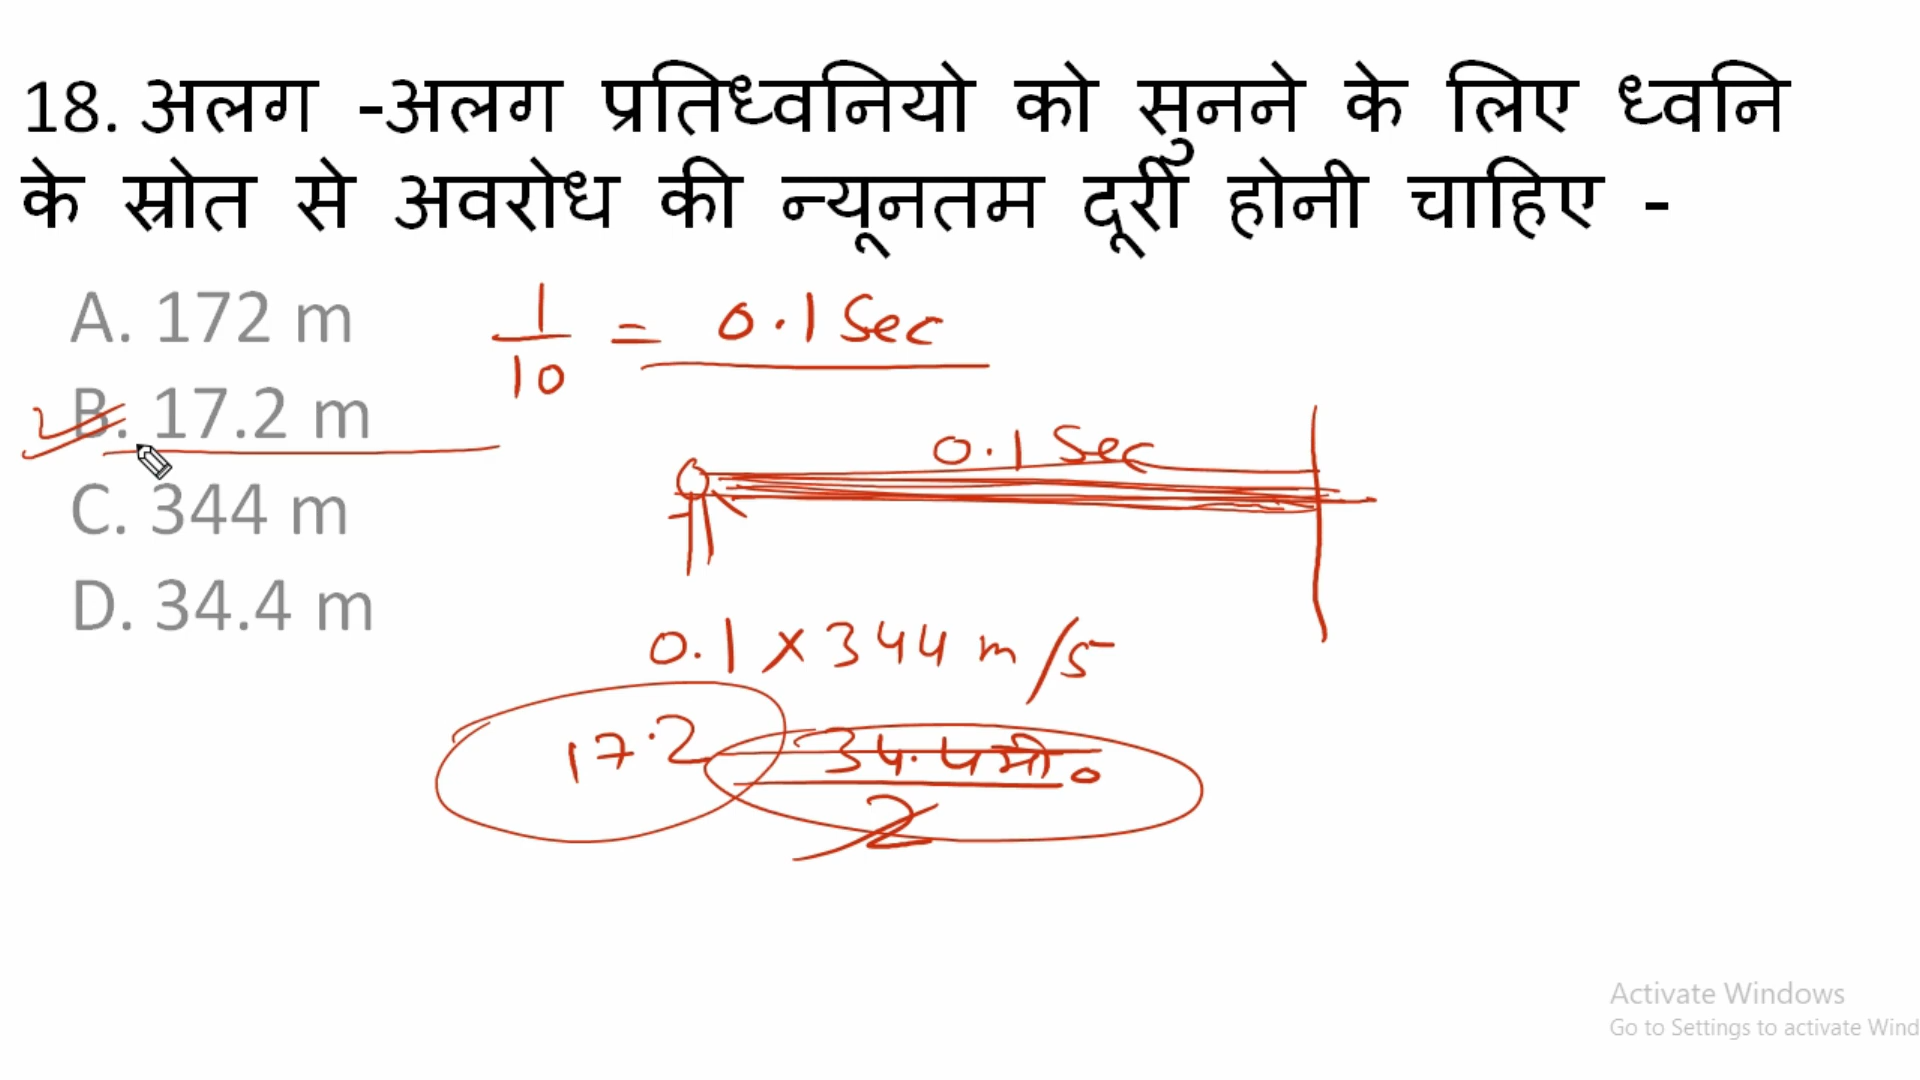 18. अलग -अलग प्रतिध्वनियो को सुनने के लिए ध्वनि
के स्रोत से अवरोध की न्यूनतम दूरी होनी चाहिए -
A. 172 m
B. 17.2 m
C. 344 m
D. 34.4 m
1/10 = 0.1 Sec
0.1 Sec
0.1 x 344 m/s
17.2 34.4 मी०
2
Activate Windows
Go to Settings to activate Wind